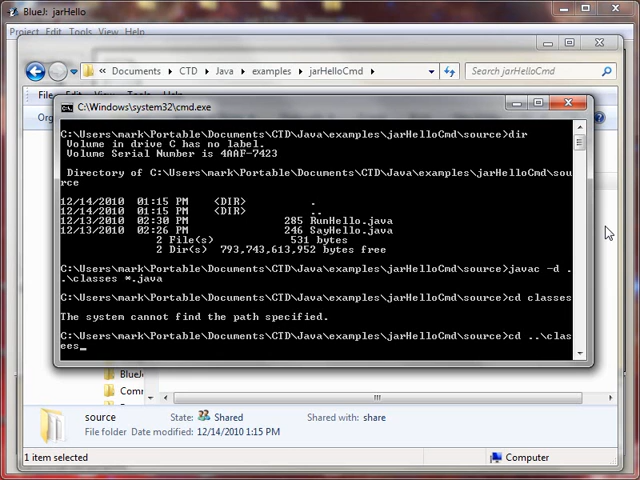 BlueJ: jarHello
Project Edit Tools View Help
Documents CTD Java examples jarHelloCmd
Search jarHelloCmd
C:\Windows\system32\cmd.exe
C:\Users\mark\Portable\Documents\CTD\Java\examples\jarHelloCmd\source>dir
Volume in drive C has no label.
Volume Serial Number is 4AAF-7423
Directory of C:\Users\mark\Portable\Documents\CTD\Java\examples\jarHelloCmd\sou
rce
12/14/2010 01:15 PM <DIR> .
12/14/2010 01:15 PM <DIR> ..
12/13/2010 02:30 PM 285 RunHello.java
12/13/2010 02:26 PM 246 SayHello.java
2 File(s) 531 bytes
2 Dir(s) 793,743,613,952 bytes free
C:\Users\mark\Portable\Documents\CTD\Java\examples\jarHelloCmd\source>javac -d .
.\classes *.java
C:\Users\mark\Portable\Documents\CTD\Java\examples\jarHelloCmd\source>cd classes
The system cannot find the path specified.
C:\Users\mark\Portable\Documents\CTD\Java\examples\jarHelloCmd\source>cd ..\clas
ees
BlueJ
Comm
source
State: Shared
Shared with: share
File folder
Date modified: 12/14/2010 1:15 PM
1 item selected
Computer